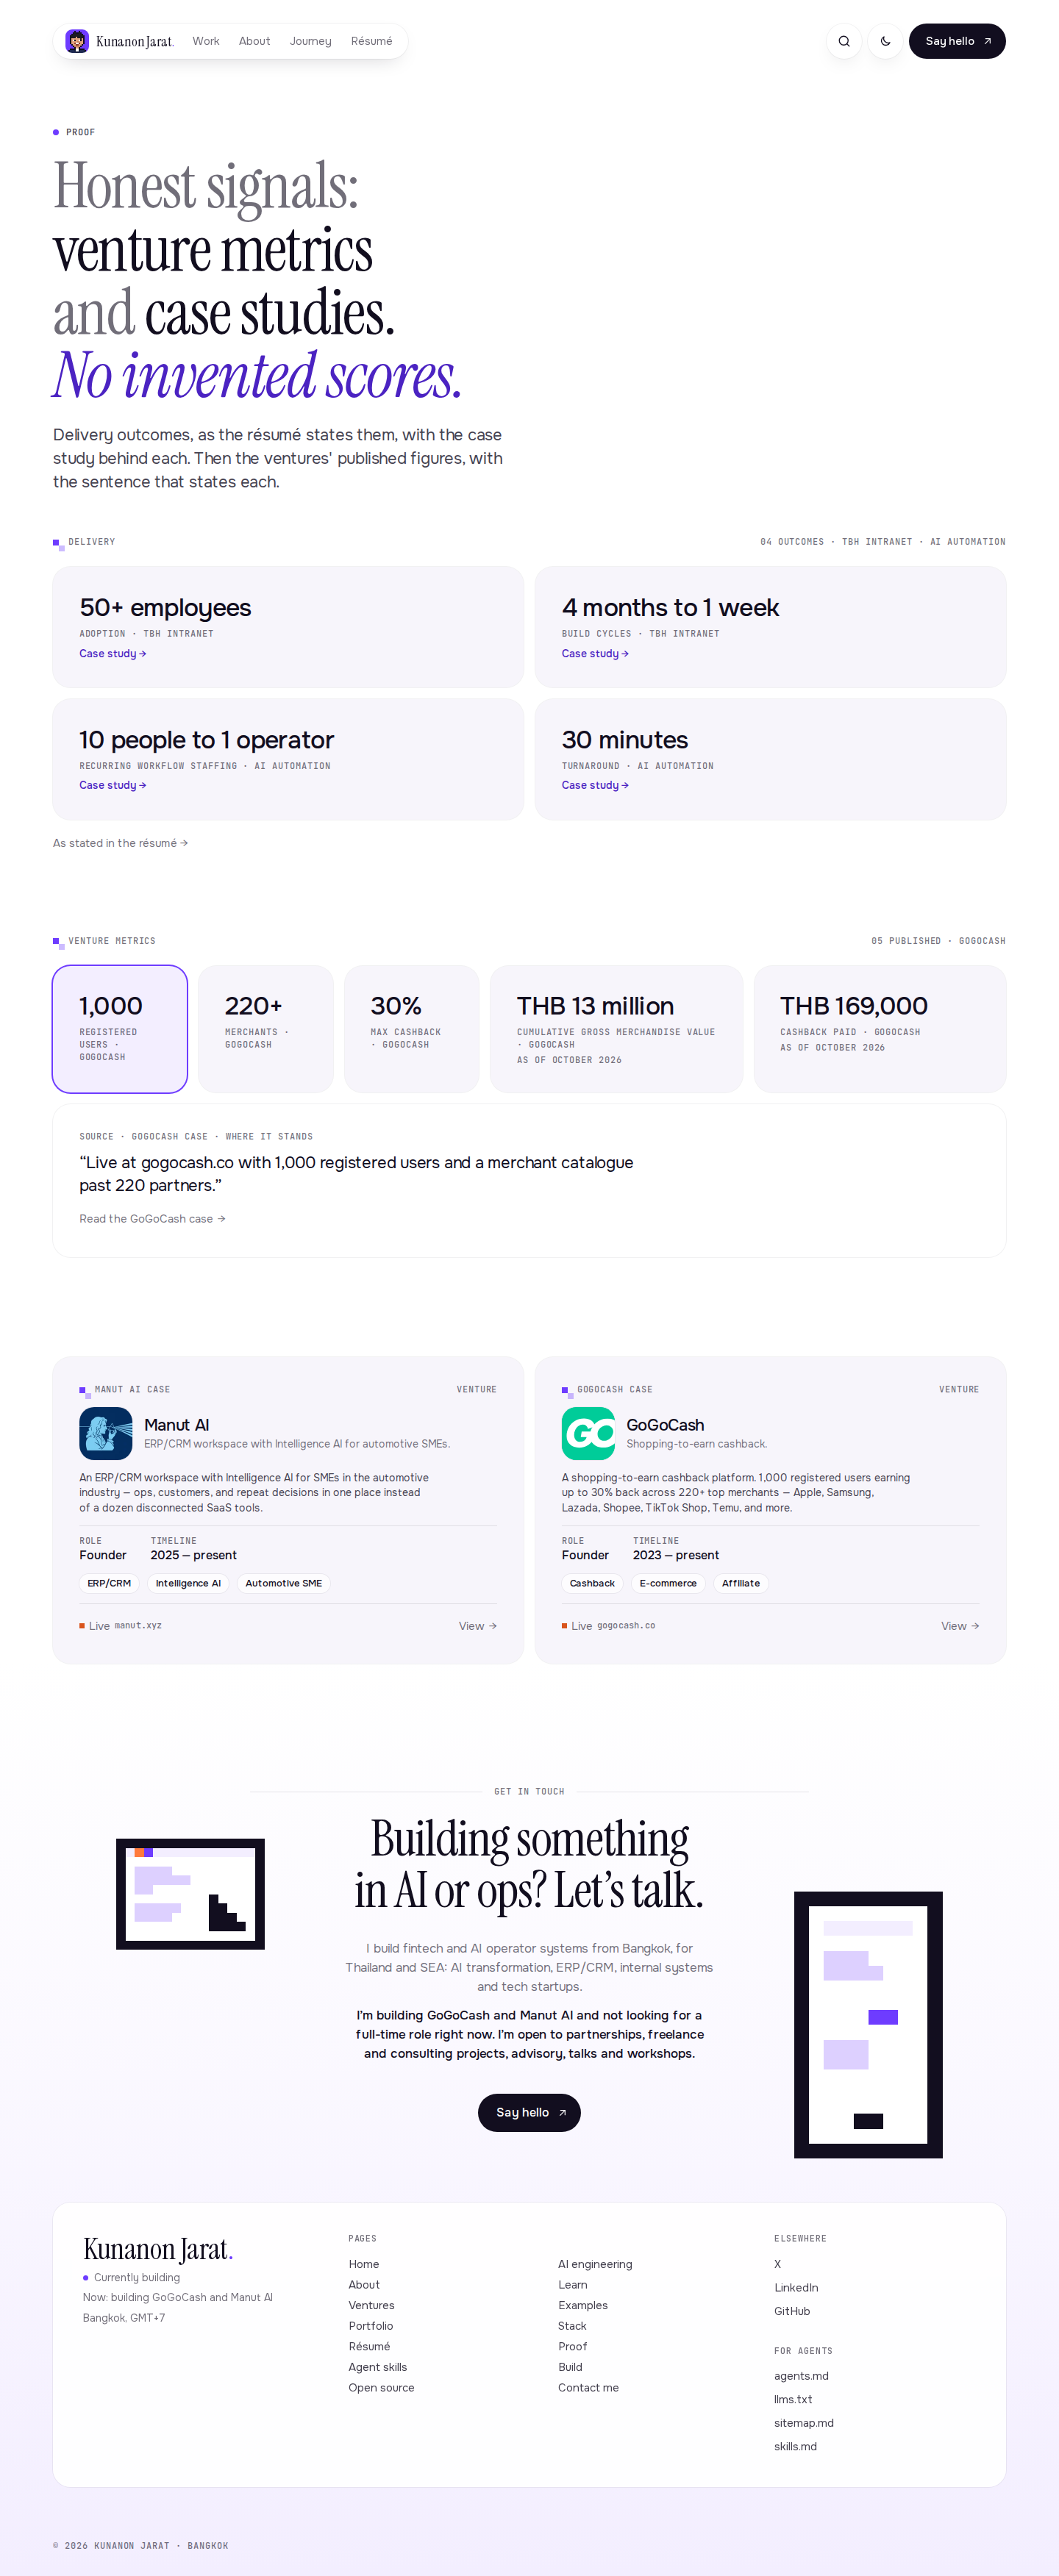 Kunanon Jarat.
Work
About
Journey
Résumé
Say hello
PROOF
Honest signals:
venture metrics
and case studies.
No invented scores.
Delivery outcomes, as the résumé states them, with the case
study behind each. Then the ventures' published figures, with
the sentence that states each.
DELIVERY
04 OUTCOMES · TBH INTRANET · AI AUTOMATION
50+ employees
ADOPTION · TBH INTRANET
Case study →
4 months to 1 week
BUILD CYCLES · TBH INTRANET
Case study →
10 people to 1 operator
RECURRING WORKFLOW STAFFING · AI AUTOMATION
Case study →
30 minutes
TURNAROUND · AI AUTOMATION
Case study →
As stated in the résumé →
VENTURE METRICS
05 PUBLISHED · GOGOCASH
1,000
REGISTERED
USERS ·
GOGOCASH
220+
MERCHANTS ·
GOGOCASH
30%
MAX CASHBACK
· GOGOCASH
THB 13 million
CUMULATIVE GROSS MERCHANDISE VALUE
· GOGOCASH
AS OF OCTOBER 2026
THB 169,000
CASHBACK PAID · GOGOCASH
AS OF OCTOBER 2026
SOURCE · GOGOCASH CASE · WHERE IT STANDS
“Live at gogocash.co with 1,000 registered users and a merchant catalogue
past 220 partners.”
Read the GoGoCash case →
MANUT AI CASE
VENTURE
Manut AI
ERP/CRM workspace with Intelligence AI for automotive SMEs.
An ERP/CRM workspace with Intelligence AI for SMEs in the automotive
industry — ops, customers, and repeat decisions in one place instead
of a dozen disconnected SaaS tools.
ROLE
Founder
TIMELINE
2025 — present
ERP/CRM
Intelligence AI
Automotive SME
Live manut.xyz
View →
GOGOCASH CASE
VENTURE
GO
GoGoCash
Shopping-to-earn cashback.
A shopping-to-earn cashback platform. 1,000 registered users earning
up to 30% back across 220+ top merchants — Apple, Samsung,
Lazada, Shopee, TikTok Shop, Temu, and more.
ROLE
Founder
TIMELINE
2023 — present
Cashback
E-commerce
Affiliate
Live gogocash.co
View →
GET IN TOUCH
Building something
in AI or ops? Let’s talk.
I build fintech and AI operator systems from Bangkok, for
Thailand and SEA: AI transformation, ERP/CRM, internal systems
and tech startups.
I’m building GoGoCash and Manut AI and not looking for a
full-time role right now. I’m open to partnerships, freelance
and consulting projects, advisory, talks and workshops.
Say hello
Kunanon Jarat.
Currently building
Now: building GoGoCash and Manut AI
Bangkok, GMT+7
PAGES
Home
About
Ventures
Portfolio
Résumé
Agent skills
Open source
AI engineering
Learn
Examples
Stack
Proof
Build
Contact me
ELSEWHERE
X
LinkedIn
GitHub
FOR AGENTS
agents.md
llms.txt
sitemap.md
skills.md
© 2026 KUNANON JARAT · BANGKOK